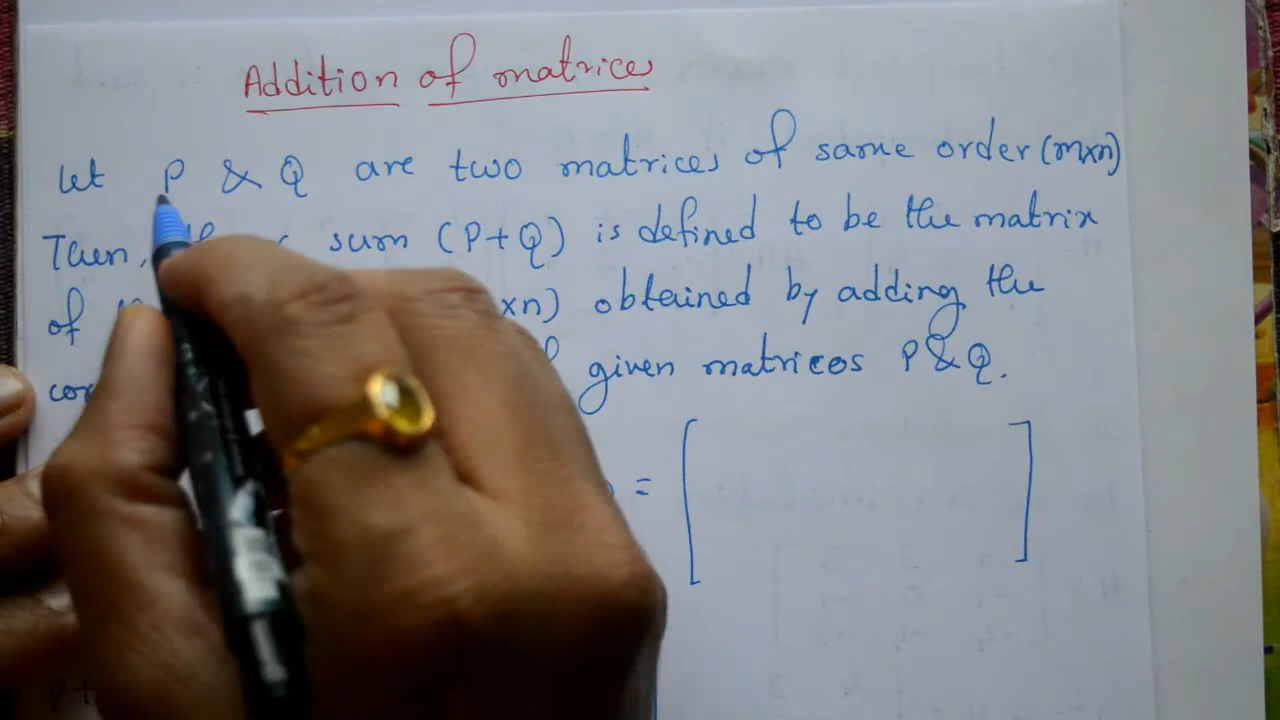 Addition of matrices
Let P & Q are two matrices of same order (mxn)
Then, sum (P+Q) is defined to be the matrix
of xn) obtained by adding the
given matrices P & Q.
= [ ]
P +